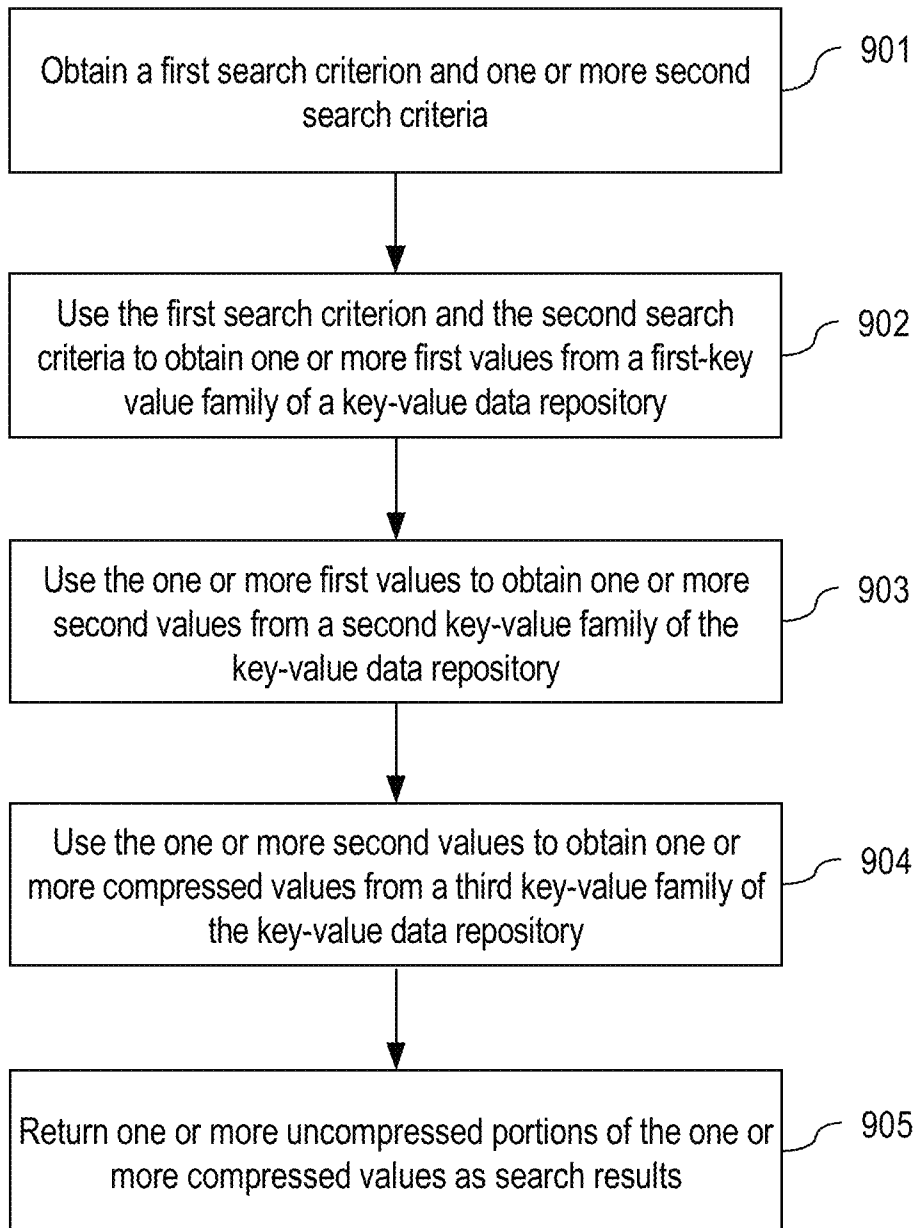 Obtain a first search criterion and one or more second
search criteria
901
Use the first search criterion and the second search
criteria to obtain one or more first values from a first-key
value family of a key-value data repository
902
Use the one or more first values to obtain one or more
second values from a second key-value family of the
key-value data repository
903
Use the one or more second values to obtain one or
more compressed values from a third key-value family of
the key-value data repository
904
Return one or more uncompressed portions of the one or
more compressed values as search results
905